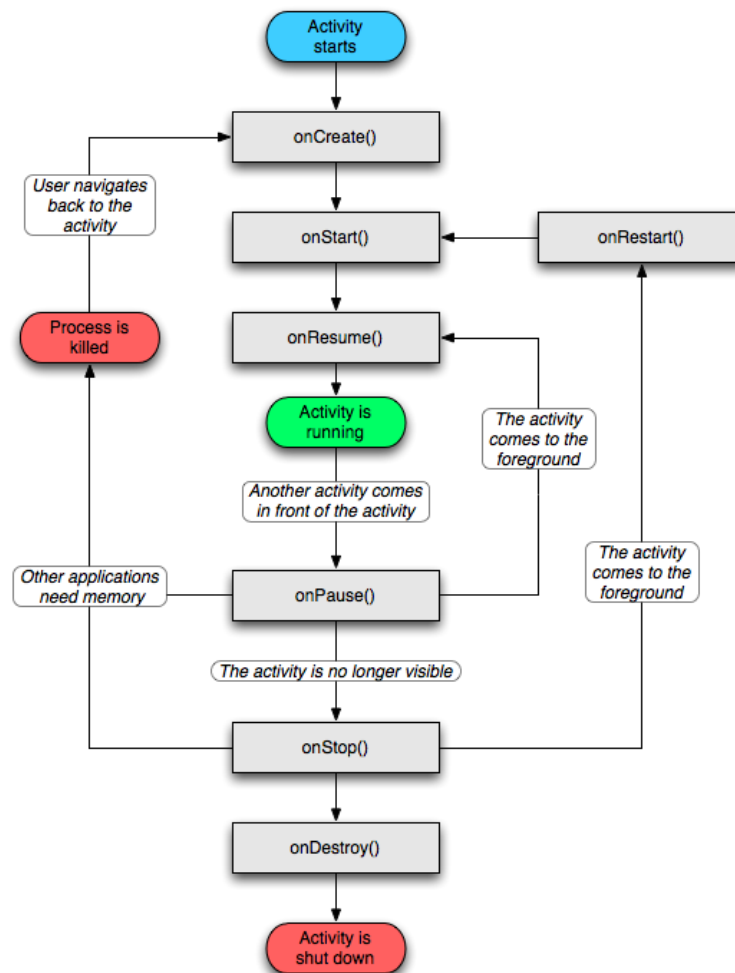 Activity
starts
onCreate()
User navigates
back to the
activity
onStart()
onRestart()
Process is
killed
onResume()
Activity is
running
The activity
comes to the
foreground
Another activity comes
in front of the activity
The activity
comes to the
foreground
Other applications
need memory
onPause()
The activity is no longer visible
onStop()
onDestroy()
Activity is
shut down